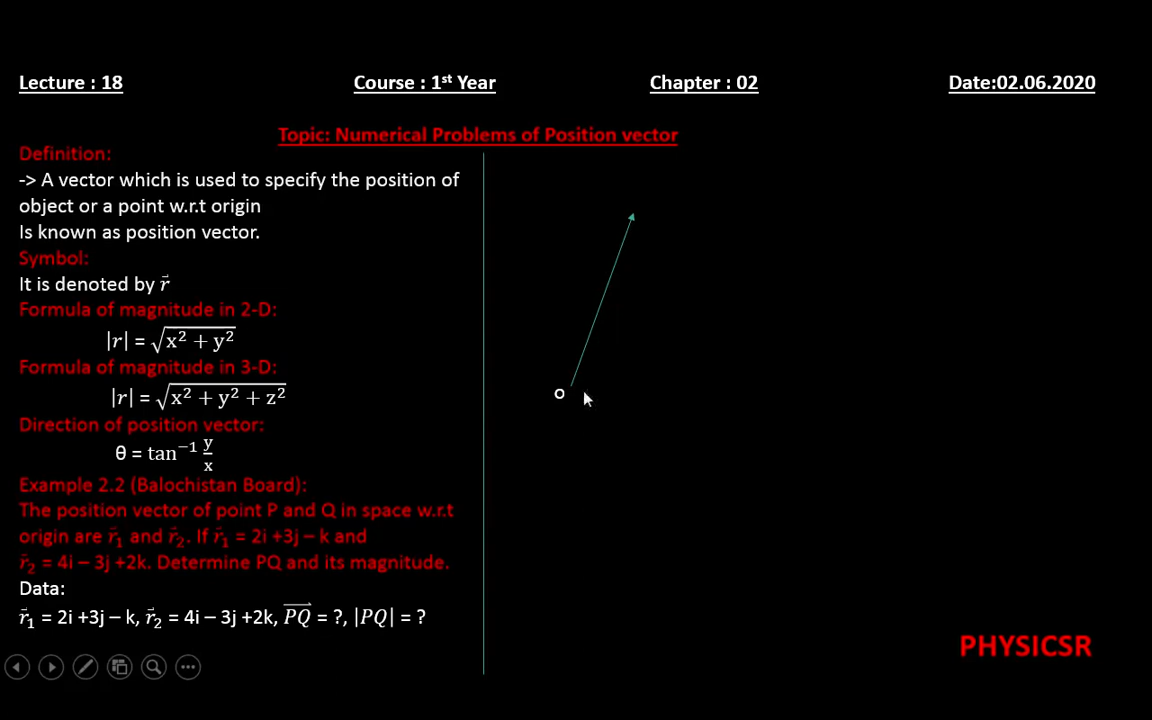 Lecture : 18 Course : 1st Year Chapter : 02 Date:02.06.2020
Topic: Numerical Problems of Position vector
Definition:
-> A vector which is used to specify the position of
object or a point w.r.t origin
Is known as position vector.
Symbol:
It is denoted by r⃗
Formula of magnitude in 2-D:
|r| = √(x² + y²)
Formula of magnitude in 3-D:
|r| = √(x² + y² + z²)
Direction of position vector:
θ = tan⁻¹ y/x
Example 2.2 (Balochistan Board):
The position vector of point P and Q in space w.r.t
origin are r⃗₁ and r⃗₂. If r⃗₁ = 2i +3j – k and
r⃗₂ = 4i – 3j +2k. Determine PQ and its magnitude.
Data:
r⃗₁ = 2i +3j – k, r⃗₂ = 4i – 3j +2k, P⃗Q⃗ = ?, |PQ| = ?
O
PHYSICSR